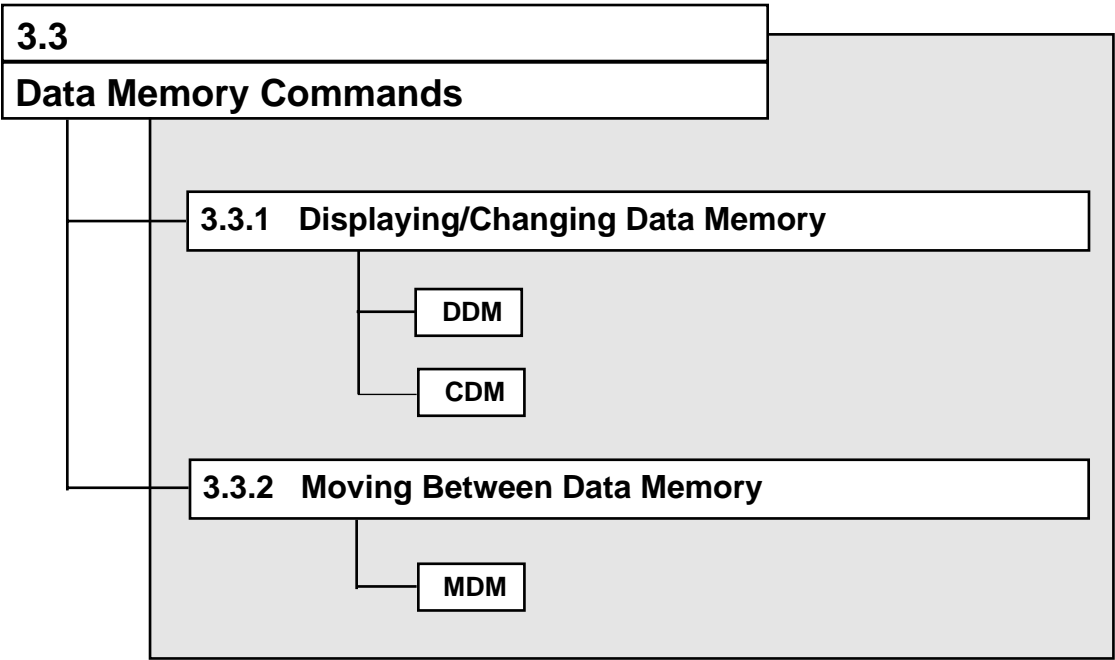 3.3
Data Memory Commands
3.3.1 Displaying/Changing Data Memory
DDM
CDM
3.3.2 Moving Between Data Memory
MDM